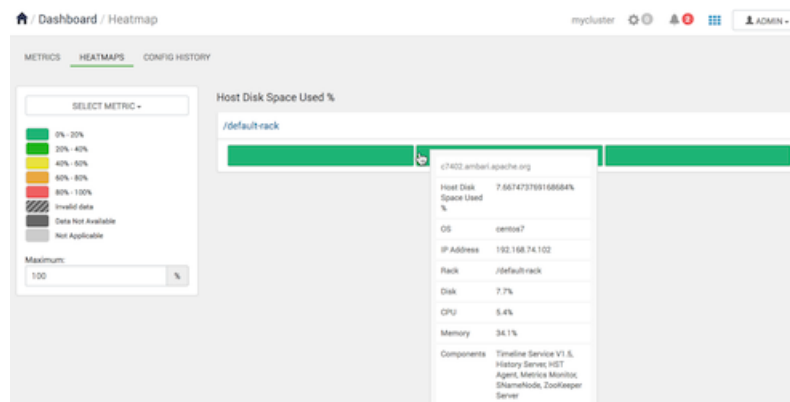 / Dashboard / Heatmap
mycluster 0 2 ADMIN
METRICS HEATMAPS CONFIG HISTORY
SELECT METRIC
0% - 20%
20% - 40%
40% - 60%
60% - 80%
80% - 100%
Invalid data
Data Not Available
Not Applicable
Maximum:
100 %
Host Disk Space Used %
/default-rack
c7402.ambari.apache.org
Host Disk Space Used % 7.667473769168684%
OS centos7
IP Address 192.168.74.102
Rack /default-rack
Disk 7.7%
CPU 5.4%
Memory 34.1%
Components Timeline Service V1.5,
History Server, HST
Agent, Metrics Monitor,
SNameNode, ZooKeeper
Server